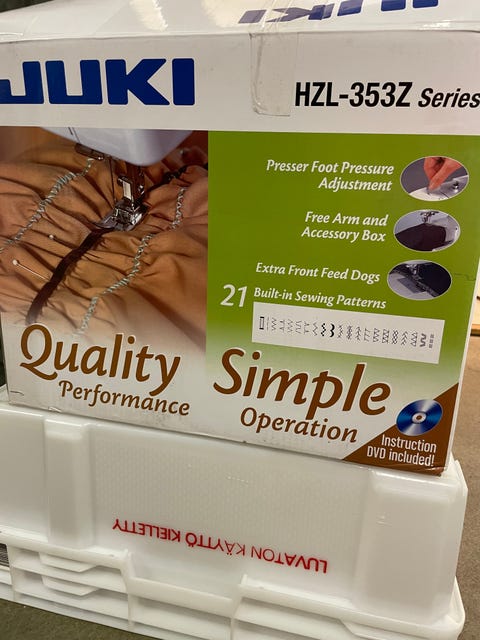 JUKI
JUKI
HZL-353Z Series
Presser Foot Pressure
Adjustment
Free Arm and
Accessory Box
Extra Front Feed Dogs
21 Built-in Sewing Patterns
Quality
Performance
Simple
Operation
Instruction
DVD included!
LUVATON KÄYTTÖ KIELLETTY